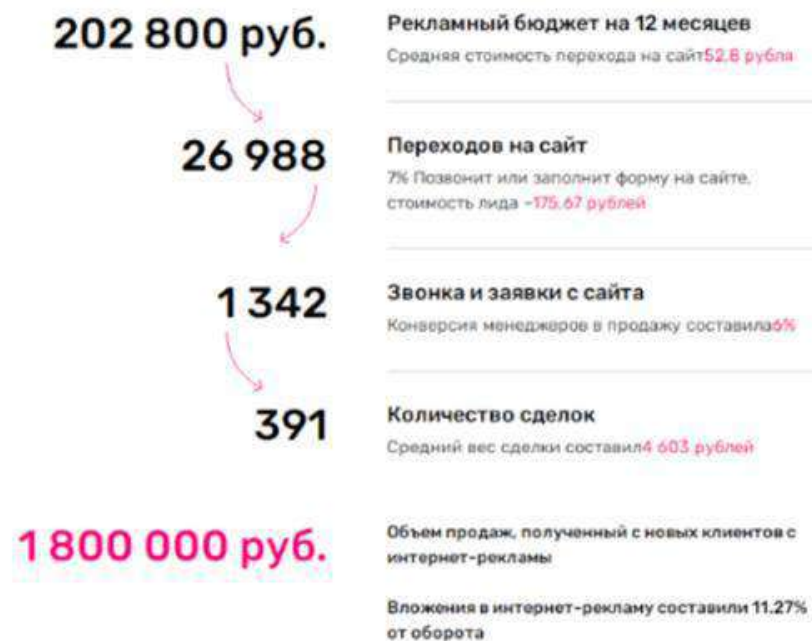 202 800 руб.
Рекламный бюджет на 12 месяцев
Средняя стоимость перехода на сайт52.8 рубля
26 988
Переходов на сайт
7% Позвонит или заполнит форму на сайте.
стоимость лида -175.67 рублей
1 342
Звонка и заявки с сайта
Конверсия менеджеров в продажу составила6%
391
Количество сделок
Средний вес сделки составил4 603 рублей
1 800 000 руб.
Объем продаж, полученный с новых клиентов с
интернет-рекламы
Вложения в интернет-рекламу составили 11.27%
от оборота